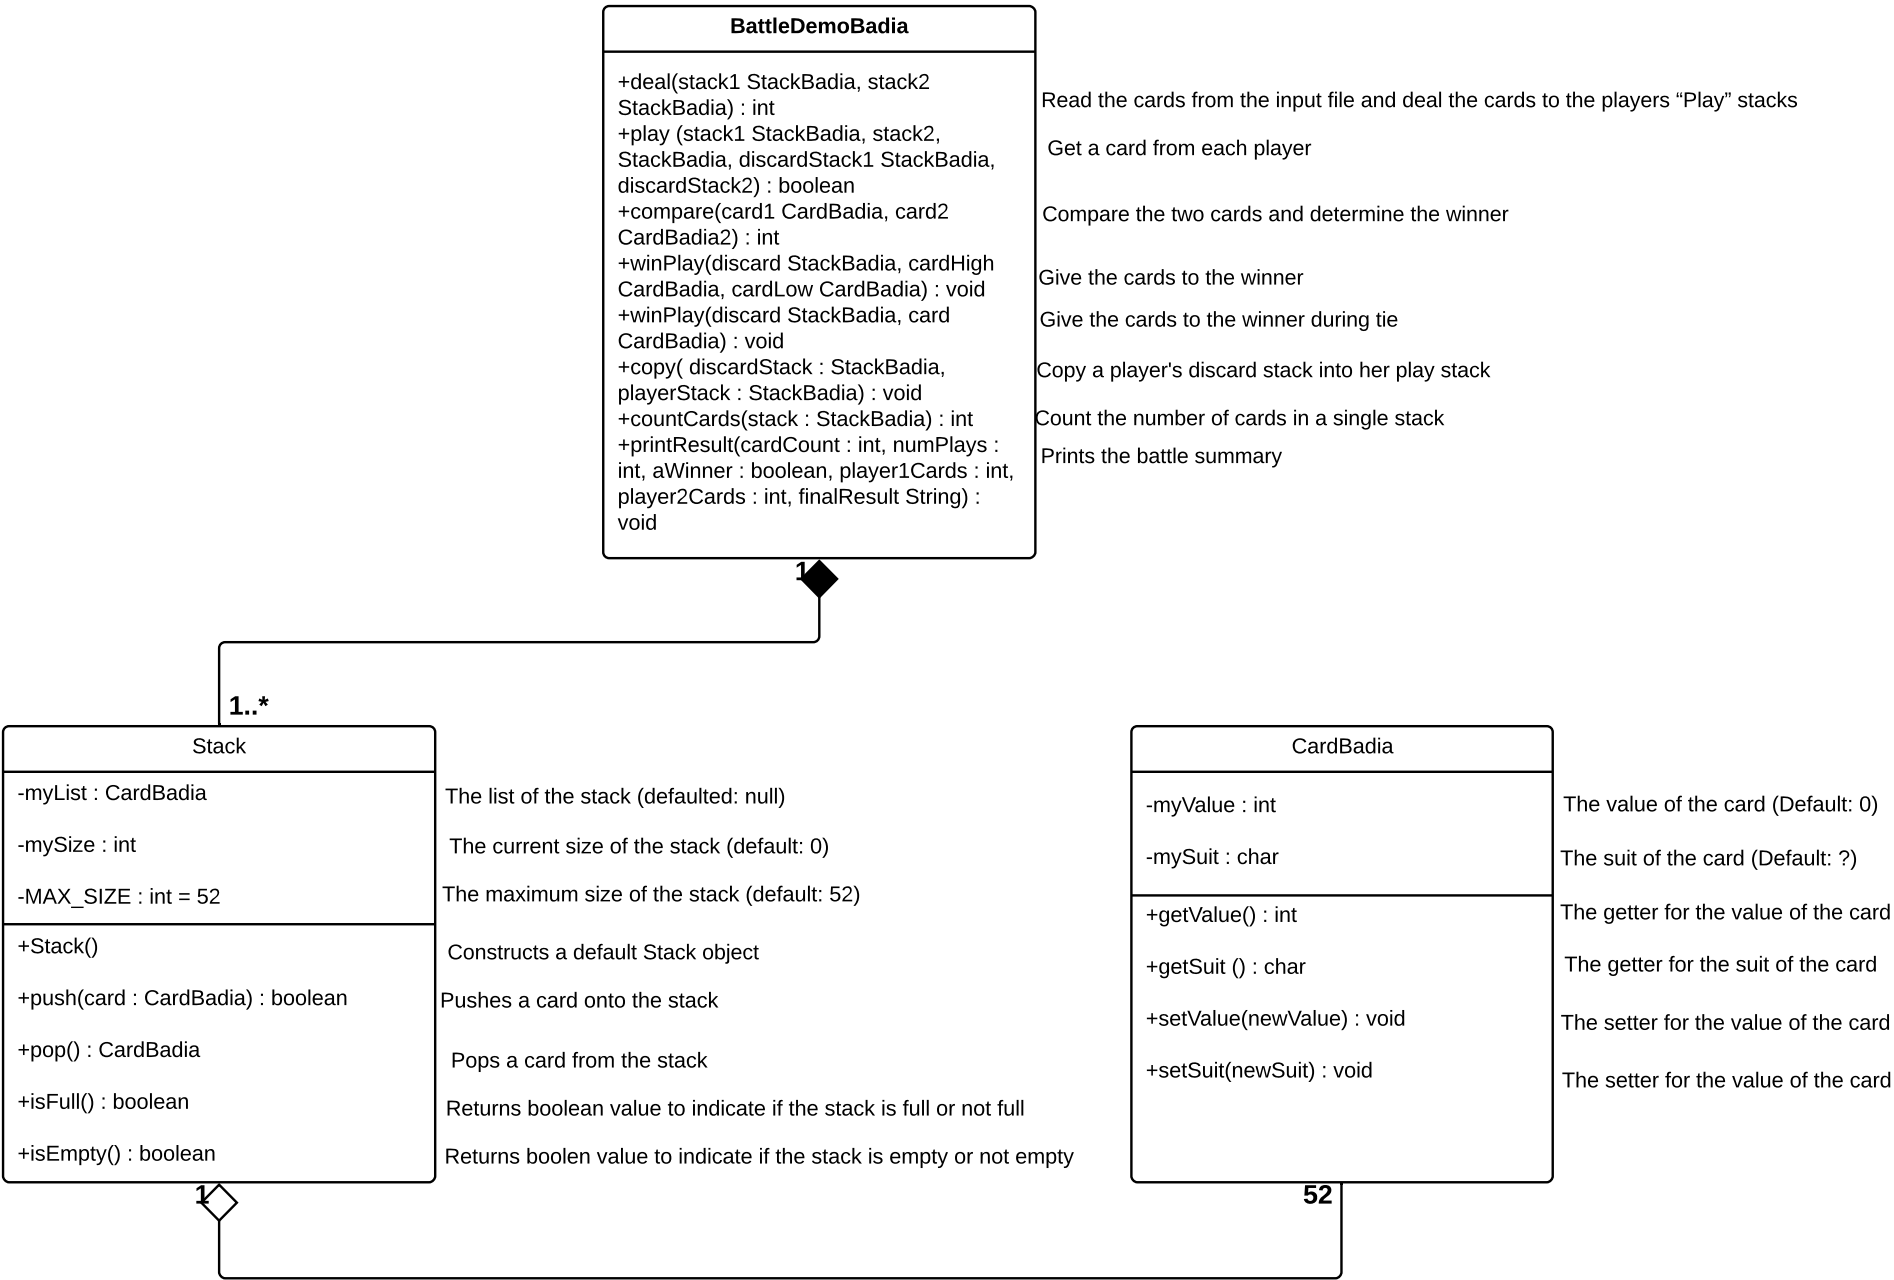 BattleDemoBadia
+deal(stack1 StackBadia, stack2
StackBadia) : int
+play (stack1 StackBadia, stack2,
StackBadia, discardStack1 StackBadia,
discardStack2) : boolean
+compare(card1 CardBadia, card2
CardBadia2) : int
+winPlay(discard StackBadia, cardHigh
CardBadia, cardLow CardBadia) : void
+winPlay(discard StackBadia, card
CardBadia) : void
+copy( discardStack : StackBadia,
playerStack : StackBadia) : void
+countCards(stack : StackBadia) : int
+printResult(cardCount : int, numPlays :
int, aWinner : boolean, player1Cards : int,
player2Cards : int, finalResult String) :
void
Read the cards from the input file and deal the cards to the players “Play” stacks
Get a card from each player
Compare the two cards and determine the winner
Give the cards to the winner
Give the cards to the winner during tie
Copy a player's discard stack into her play stack
Count the number of cards in a single stack
Prints the battle summary
1
1..*
Stack
-myList : CardBadia
-mySize : int
-MAX_SIZE : int = 52
+Stack()
+push(card : CardBadia) : boolean
+pop() : CardBadia
+isFull() : boolean
+isEmpty() : boolean
The list of the stack (defaulted: null)
The current size of the stack (default: 0)
The maximum size of the stack (default: 52)
Constructs a default Stack object
Pushes a card onto the stack
Pops a card from the stack
Returns boolean value to indicate if the stack is full or not full
Returns boolen value to indicate if the stack is empty or not empty
CardBadia
-myValue : int
-mySuit : char
+getValue() : int
+getSuit () : char
+setValue(newValue) : void
+setSuit(newSuit) : void
The value of the card (Default: 0)
The suit of the card (Default: ?)
The getter for the value of the card
The getter for the suit of the card
The setter for the value of the card
The setter for the value of the card
1
52